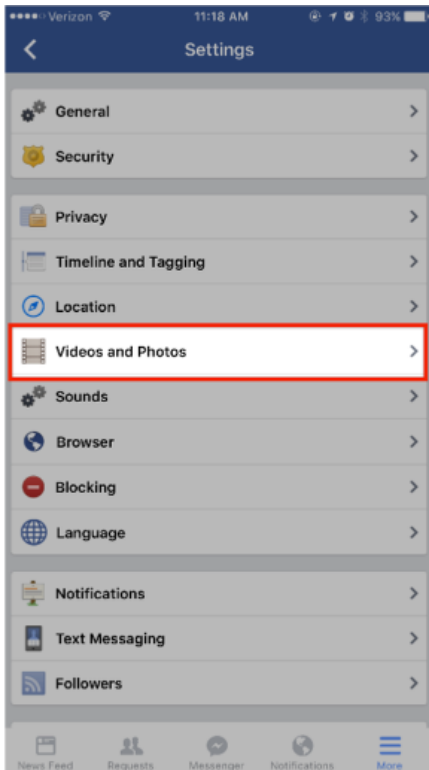 Verizon 11:18 AM 93%
Settings
General
Security
Privacy
Timeline and Tagging
Location
Videos and Photos
Sounds
Browser
Blocking
Language
Notifications
Text Messaging
Followers
News Feed Requests Messenger Notifications More